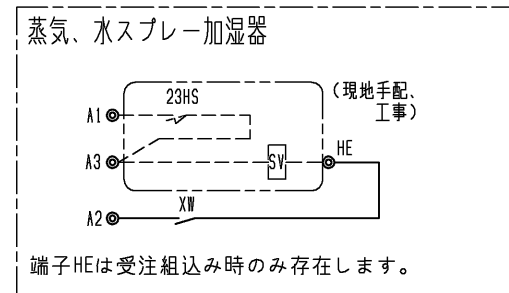 蒸気、水スプレー加湿器
23HS
(現地手配、
工事)
A1
HE
A3
SV
XW
A2
端子HEは受注組込み時のみ存在します。